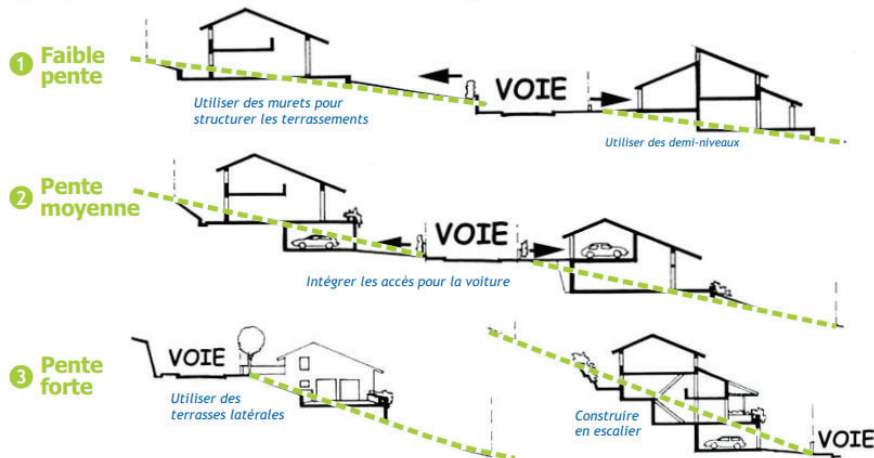 1 Faible
pente
VOIE
Utiliser des murets pour
structurer les terrassements
Utiliser des demi-niveaux
2 Pente
moyenne
VOIE
Intégrer les accès pour la voiture
3 Pente
forte
VOIE
Utiliser des
terrasses latérales
Construire
en escalier
VOIE